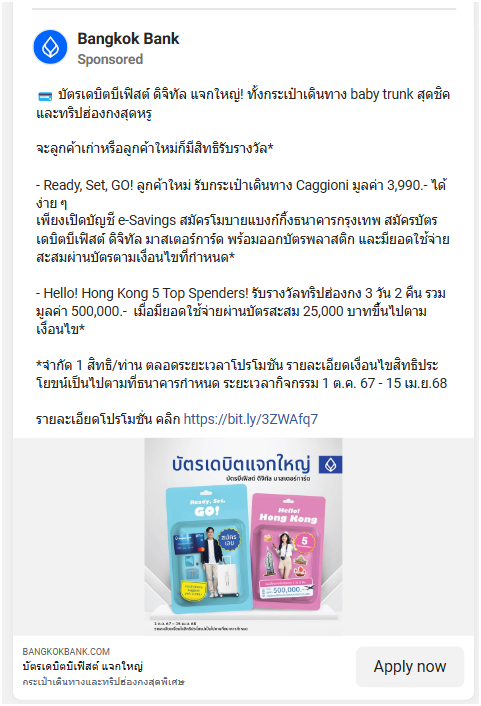 Bangkok Bank
Sponsored
บัตรเดบิตบีเฟิสต์ ดิจิทัล แจกใหญ่! ทั้งกระเป๋าเดินทาง baby trunk สุดชิค
และทริปฮ่องกงสุดหรู
จะลูกค้าเก่าหรือลูกค้าใหม่ก็มีสิทธิรับรางวัล*
- Ready, Set, GO! ลูกค้าใหม่ รับกระเป๋าเดินทาง Caggioni มูลค่า 3,990.- ได้
ง่าย ๆ
เพียงเปิดบัญชี e-Savings สมัครโมบายแบงก์กิ้งธนาคารกรุงเทพ สมัครบัตร
เดบิตบีเฟิสต์ ดิจิทัล มาสเตอร์การ์ด พร้อมออกบัตรพลาสติก และมียอดใช้จ่าย
สะสมผ่านบัตรตามเงื่อนไขที่กำหนด*
- Hello! Hong Kong 5 Top Spenders! รับรางวัลทริปฮ่องกง 3 วัน 2 คืน รวม
มูลค่า 500,000.- เมื่อมียอดใช้จ่ายผ่านบัตรสะสม 25,000 บาทขึ้นไปตาม
เงื่อนไข*
*จำกัด 1 สิทธิ/ท่าน ตลอดระยะเวลาโปรโมชัน รายละเอียดเงื่อนไขสิทธิประ
โยชน์เป็นไปตามที่ธนาคารกำหนด ระยะเวลากิจกรรม 1 ต.ค. 67 - 15 เม.ย.68
รายละเอียดโปรโมชั่น คลิก https://bit.ly/3ZWAfq7
บัตรเดบิตแจกใหญ่
บัตรบีเฟิสต์ ดิจิทัล มาสเตอร์การ์ด
Ready, Set,
GO!
สมัคร
เลย
Hello!
Hong Kong
5
500,000.-
BANGKOKBANK.COM
บัตรเดบิตบีเฟิสต์ แจกใหญ่
กระเป๋าเดินทางและทริปฮ่องกงสุดพิเศษ
Apply now